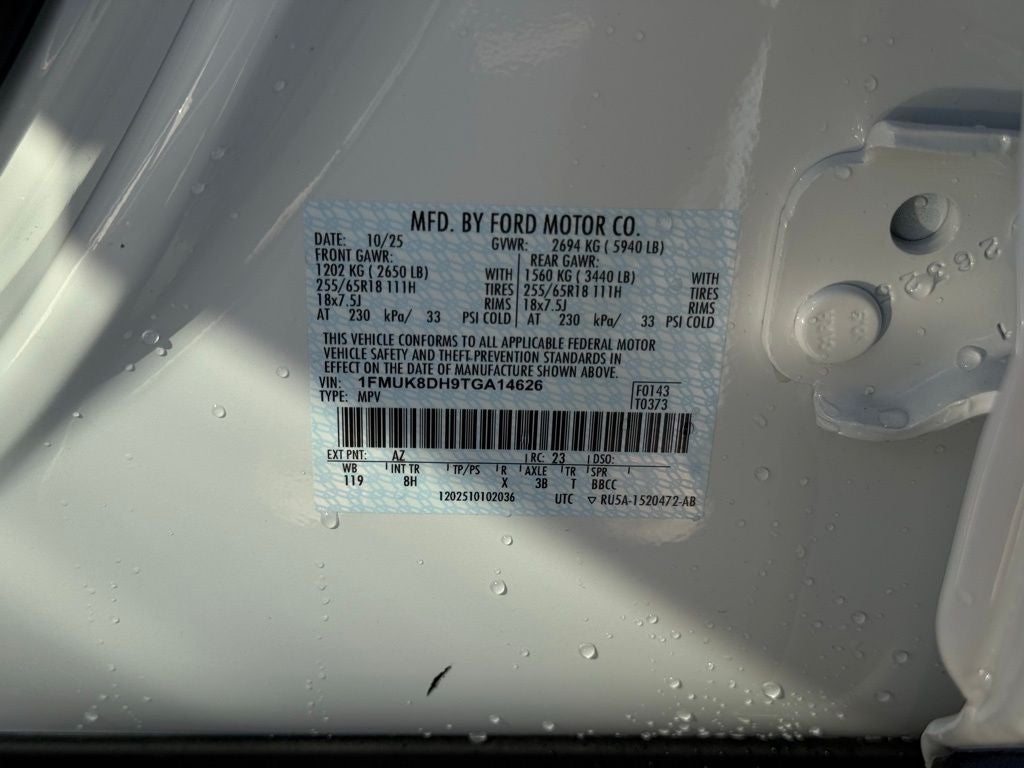 MFD. BY FORD MOTOR CO.
DATE: 10/25 GVWR: 2694 KG ( 5940 LB)
FRONT GAWR: REAR GAWR:
1202 KG ( 2650 LB) WITH 1560 KG ( 3440 LB) WITH
255/65R18 111H TIRES 255/65R18 111H TIRES
18x7.5J RIMS 18x7.5J RIMS
AT 230 kPa/ 33 PSI COLD AT 230 kPa/ 33 PSI COLD
THIS VEHICLE CONFORMS TO ALL APPLICABLE FEDERAL MOTOR
VEHICLE SAFETY AND THEFT PREVENTION STANDARDS IN
EFFECT ON THE DATE OF MANUFACTURE SHOWN ABOVE.
VIN: 1FMUK8DH9TGA14626
TYPE: MPV
F0143
T0373
EXT PNT: AZ RC: 23 DSO:
WB INT TR TP/PS R AXLE TR SPR
119 8H X 3B T BBCC
1202510102036 UTC ▽ RU5A-1520472-AB
2632